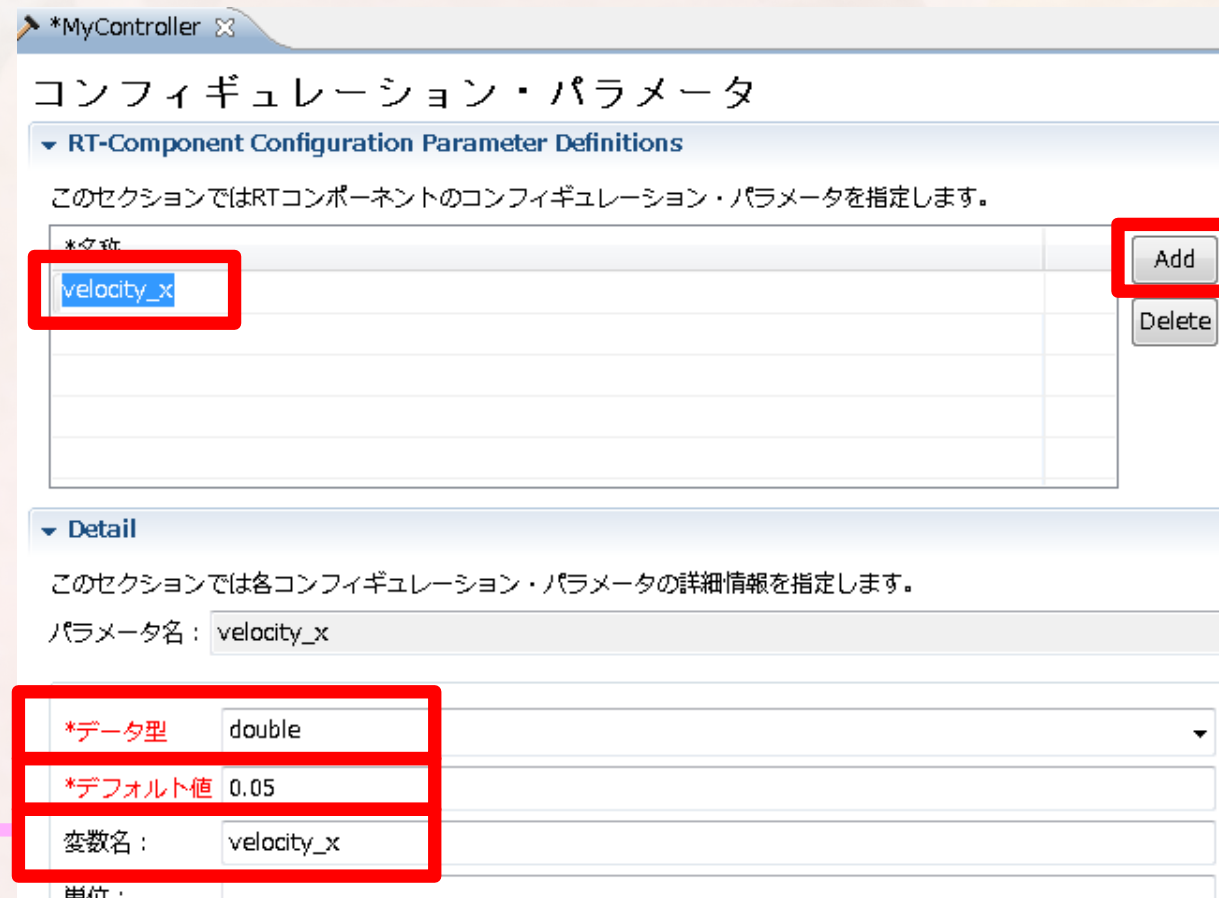 *MyController
コンフィギュレーション・パラメータ
RT-Component Configuration Parameter Definitions
このセクションではRTコンポーネントのコンフィギュレーション・パラメータを指定します。
*名称
Add
velocity_x
Delete
Detail
このセクションでは各コンフィギュレーション・パラメータの詳細情報を指定します。
パラメータ名： velocity_x
*データ型 double
*デフォルト値 0.05
変数名： velocity_x
単位：